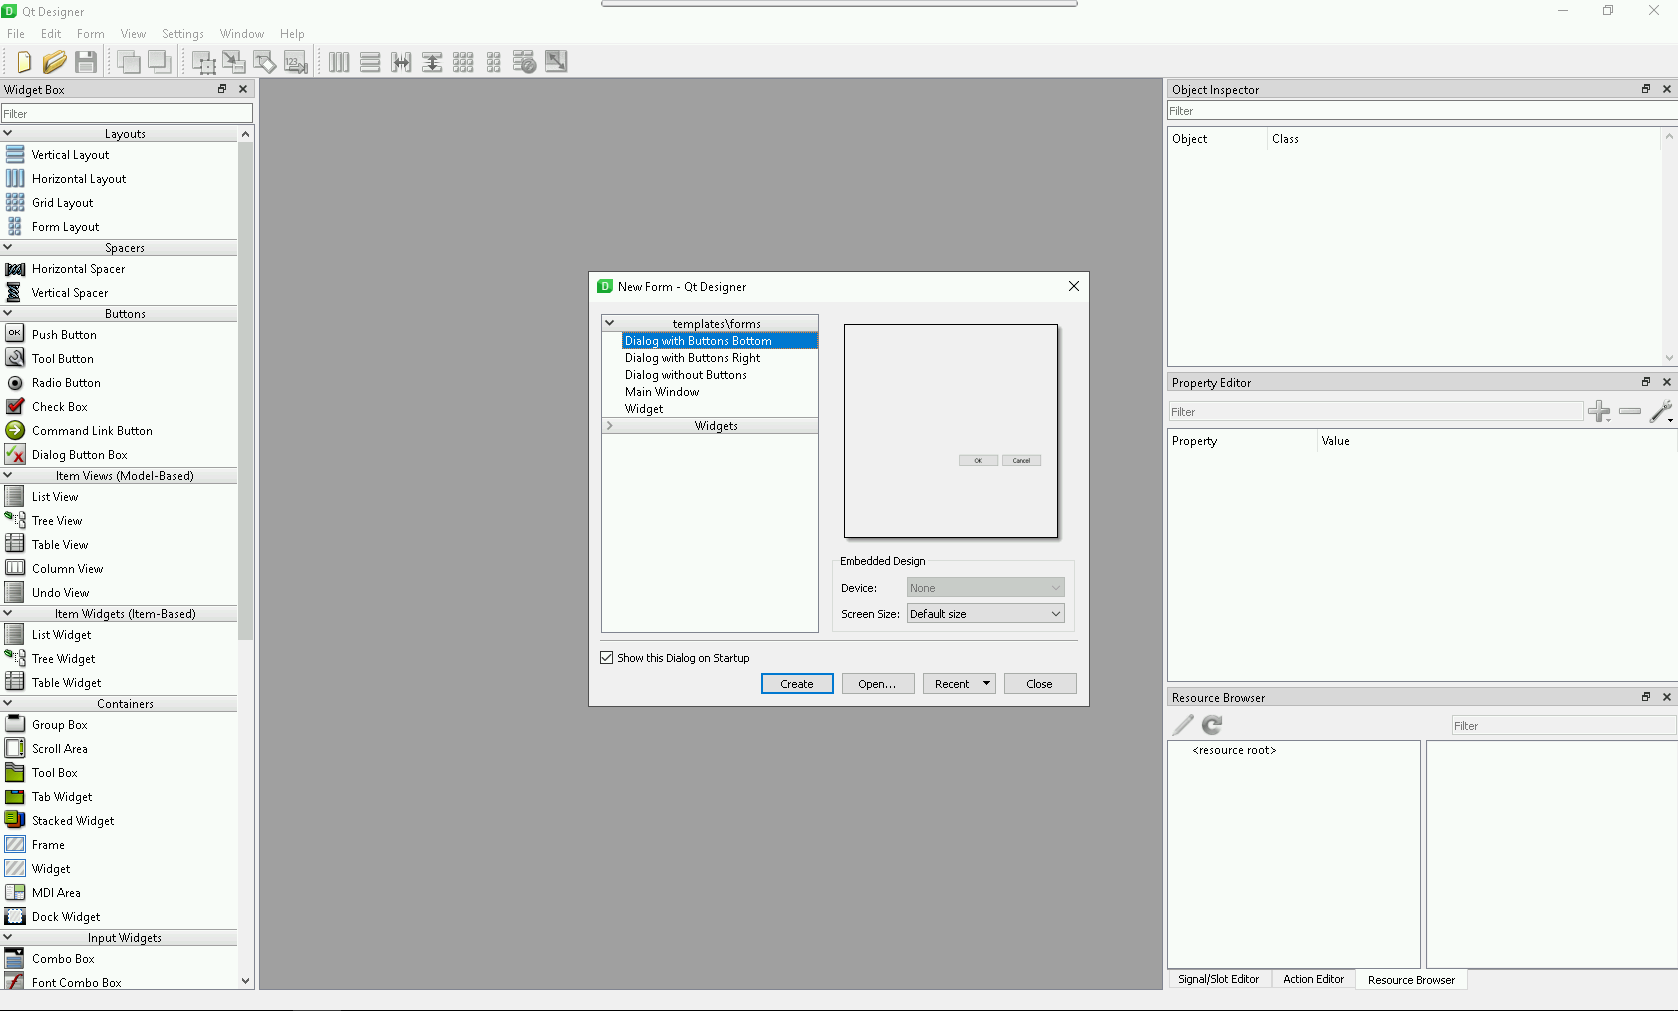 Qt Designer
File Edit Form View Settings Window Help
Widget Box
Filter
Layouts
Vertical Layout
Horizontal Layout
Grid Layout
Form Layout
Spacers
Horizontal Spacer
Vertical Spacer
Buttons
OK Push Button
Tool Button
Radio Button
Check Box
Command Link Button
Dialog Button Box
Item Views (Model-Based)
List View
Tree View
Table View
Column View
Undo View
Item Widgets (Item-Based)
List Widget
Tree Widget
Table Widget
Containers
Group Box
Scroll Area
Tool Box
Tab Widget
Stacked Widget
Frame
Widget
MDI Area
Dock Widget
Input Widgets
Combo Box
Font Combo Box
New Form - Qt Designer
templates\forms
Dialog with Buttons Bottom
Dialog with Buttons Right
Dialog without Buttons
Main Window
Widget
Widgets
OK Cancel
Embedded Design
Device: None
Screen Size: Default size
Show this Dialog on Startup
Create Open... Recent Close
Object Inspector
Filter
Object Class
Property Editor
Filter
Property Value
Resource Browser
Filter
<resource root>
Signal/Slot Editor Action Editor Resource Browser